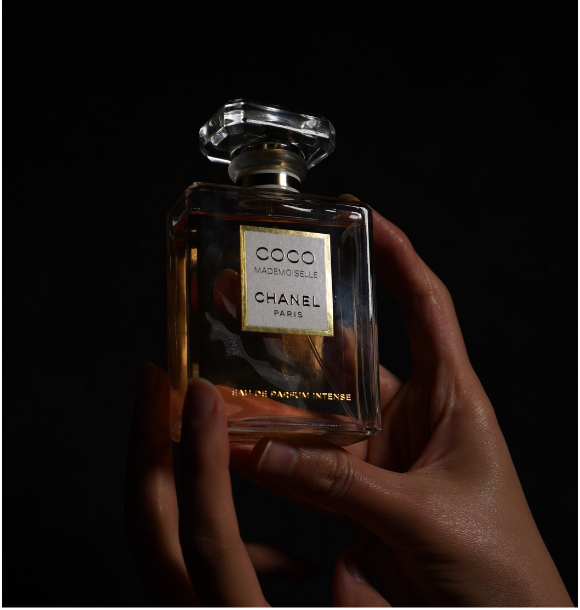 COCO
MADEMOISELLE
CHANEL
PARIS
EAU DE PARFUM INTENSE